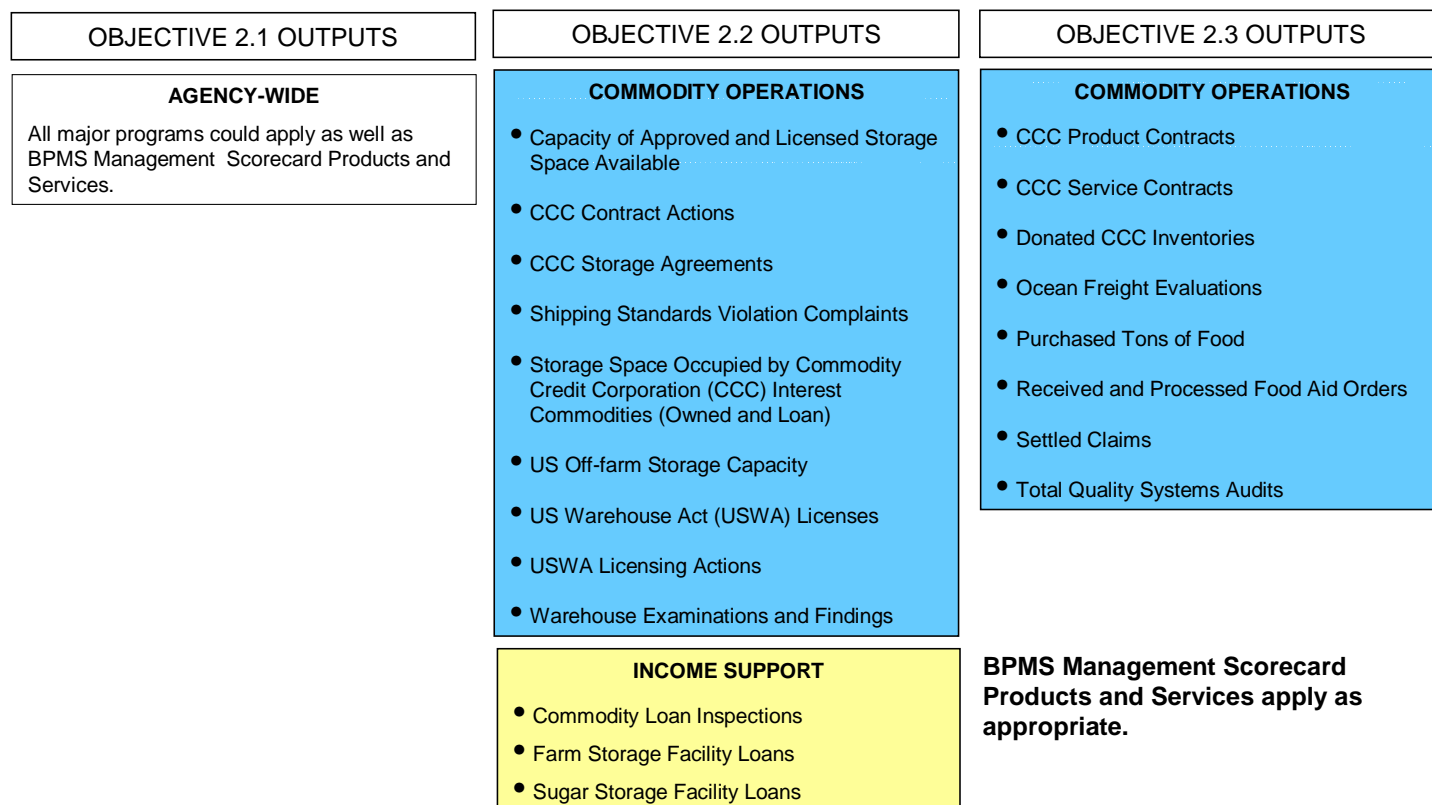 OBJECTIVE 2.1 OUTPUTS
AGENCY-WIDE
All major programs could apply as well as
BPMS Management Scorecard Products and
Services.
OBJECTIVE 2.2 OUTPUTS
COMMODITY OPERATIONS
• Capacity of Approved and Licensed Storage
Space Available
• CCC Contract Actions
• CCC Storage Agreements
• Shipping Standards Violation Complaints
• Storage Space Occupied by Commodity
Credit Corporation (CCC) Interest
Commodities (Owned and Loan)
• US Off-farm Storage Capacity
• US Warehouse Act (USWA) Licenses
• USWA Licensing Actions
• Warehouse Examinations and Findings
INCOME SUPPORT
• Commodity Loan Inspections
• Farm Storage Facility Loans
• Sugar Storage Facility Loans
OBJECTIVE 2.3 OUTPUTS
COMMODITY OPERATIONS
• CCC Product Contracts
• CCC Service Contracts
• Donated CCC Inventories
• Ocean Freight Evaluations
• Purchased Tons of Food
• Received and Processed Food Aid Orders
• Settled Claims
• Total Quality Systems Audits
BPMS Management Scorecard
Products and Services apply as
appropriate.